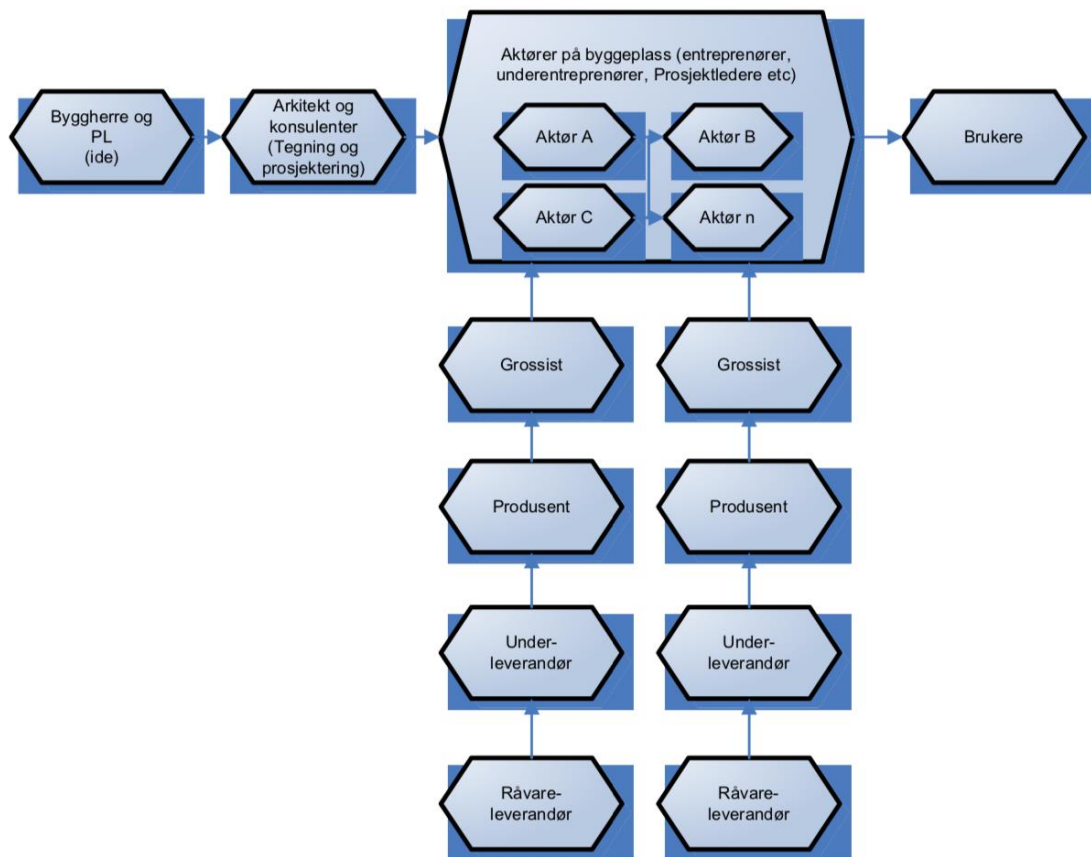 Byggherre og
PL
(ide)
Arkitekt og
konsulenter
(Tegning og
prosjektering)
Aktører på byggeplass (entreprenører,
underentreprenører, Prosjektledere etc)
Aktør A
Aktør B
Aktør C
Aktør n
Brukere
Grossist
Grossist
Produsent
Produsent
Under-
leverandør
Under-
leverandør
Råvare-
leverandør
Råvare-
leverandør